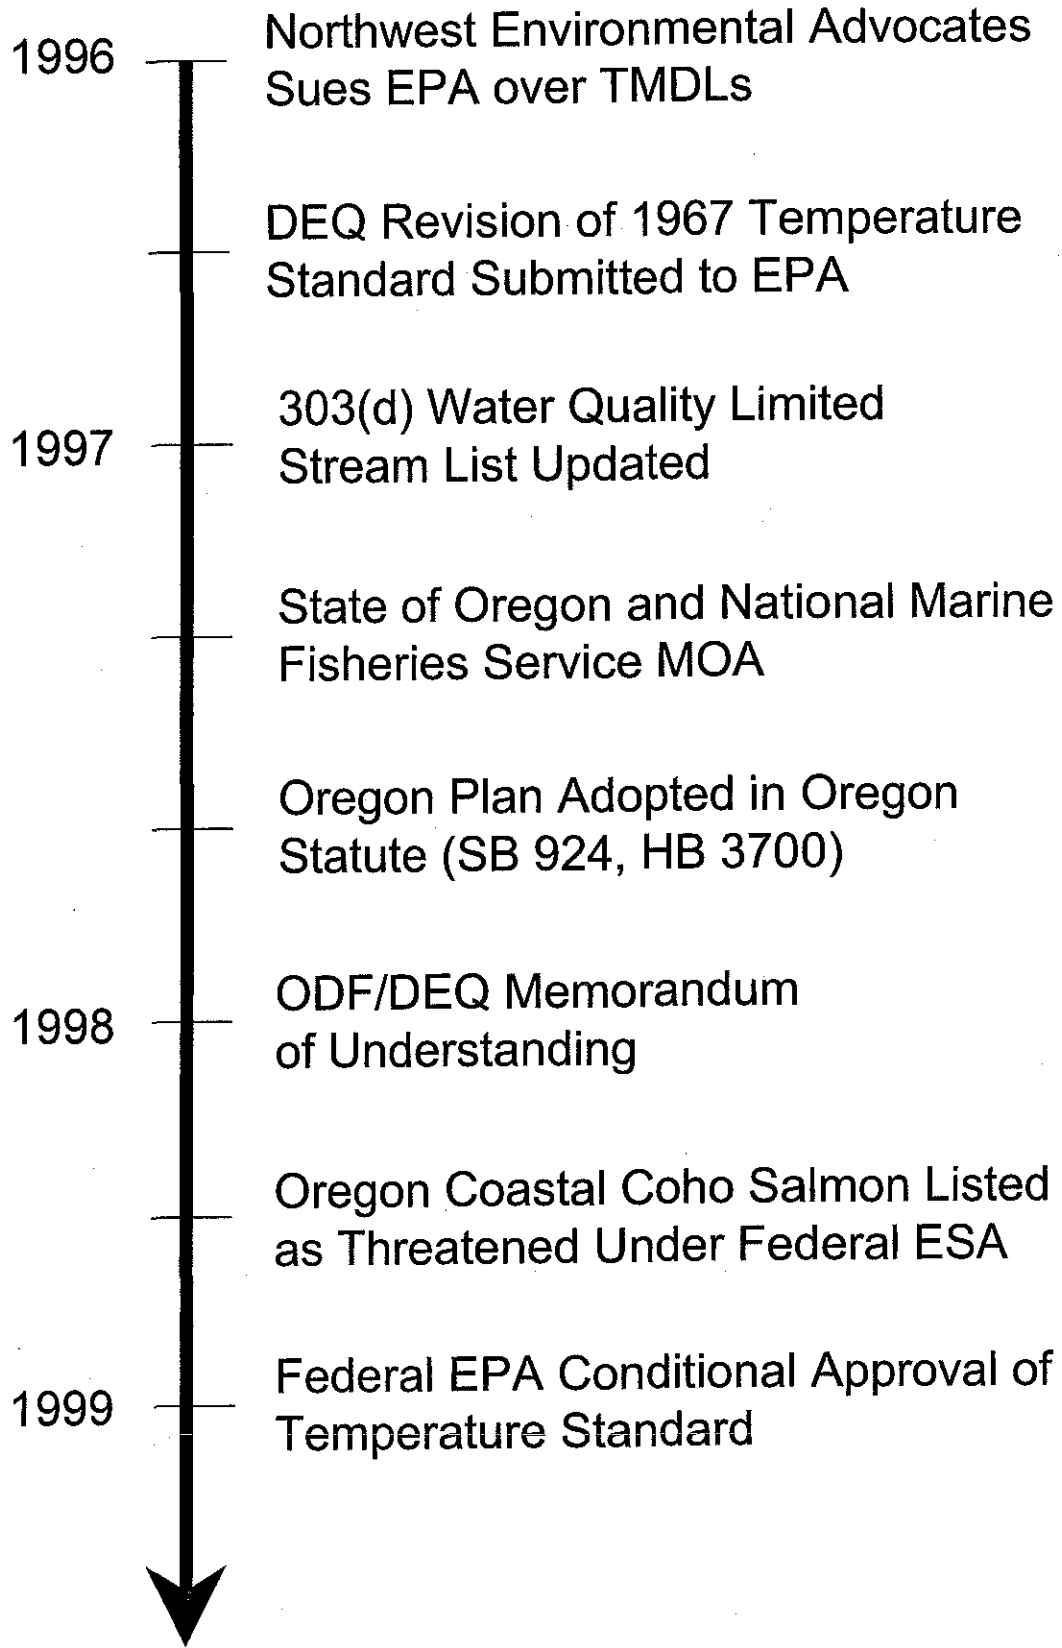 1996
Northwest Environmental Advocates
Sues EPA over TMDLs
DEQ Revision of 1967 Temperature
Standard Submitted to EPA
1997
303(d) Water Quality Limited
Stream List Updated
State of Oregon and National Marine
Fisheries Service MOA
Oregon Plan Adopted in Oregon
Statute (SB 924, HB 3700)
1998
ODF/DEQ Memorandum
of Understanding
Oregon Coastal Coho Salmon Listed
as Threatened Under Federal ESA
1999
Federal EPA Conditional Approval of
Temperature Standard